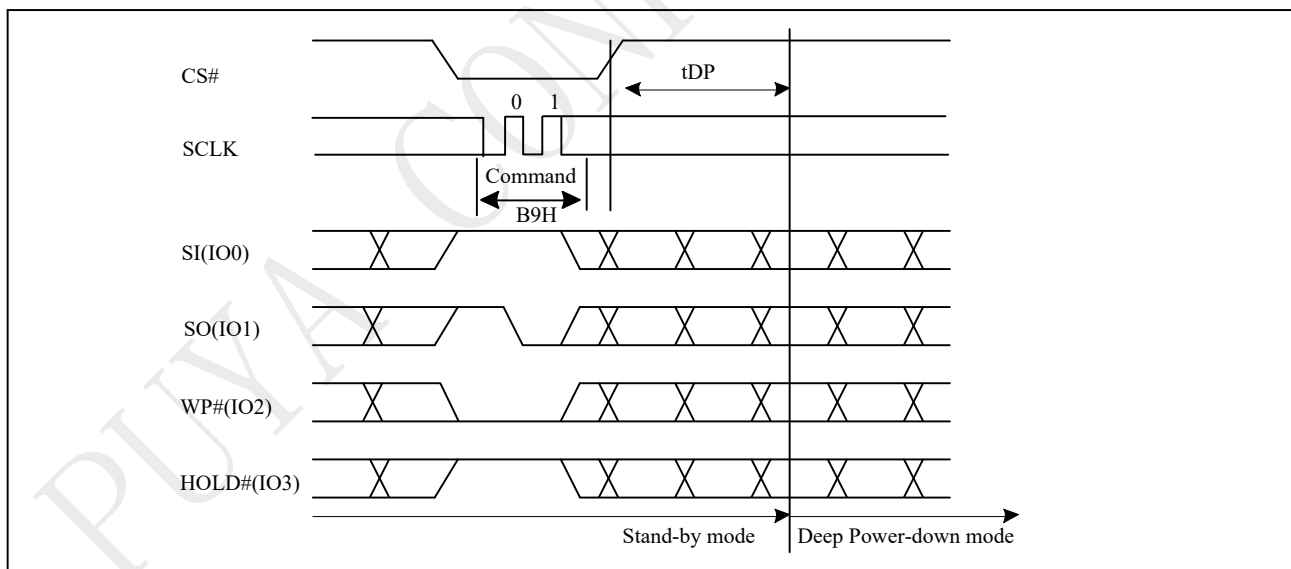 CS#
tDP
0 1
SCLK
Command
B9H
SI(IO0)
SO(IO1)
WP#(IO2)
HOLD#(IO3)
Stand-by mode
Deep Power-down mode
PUYA